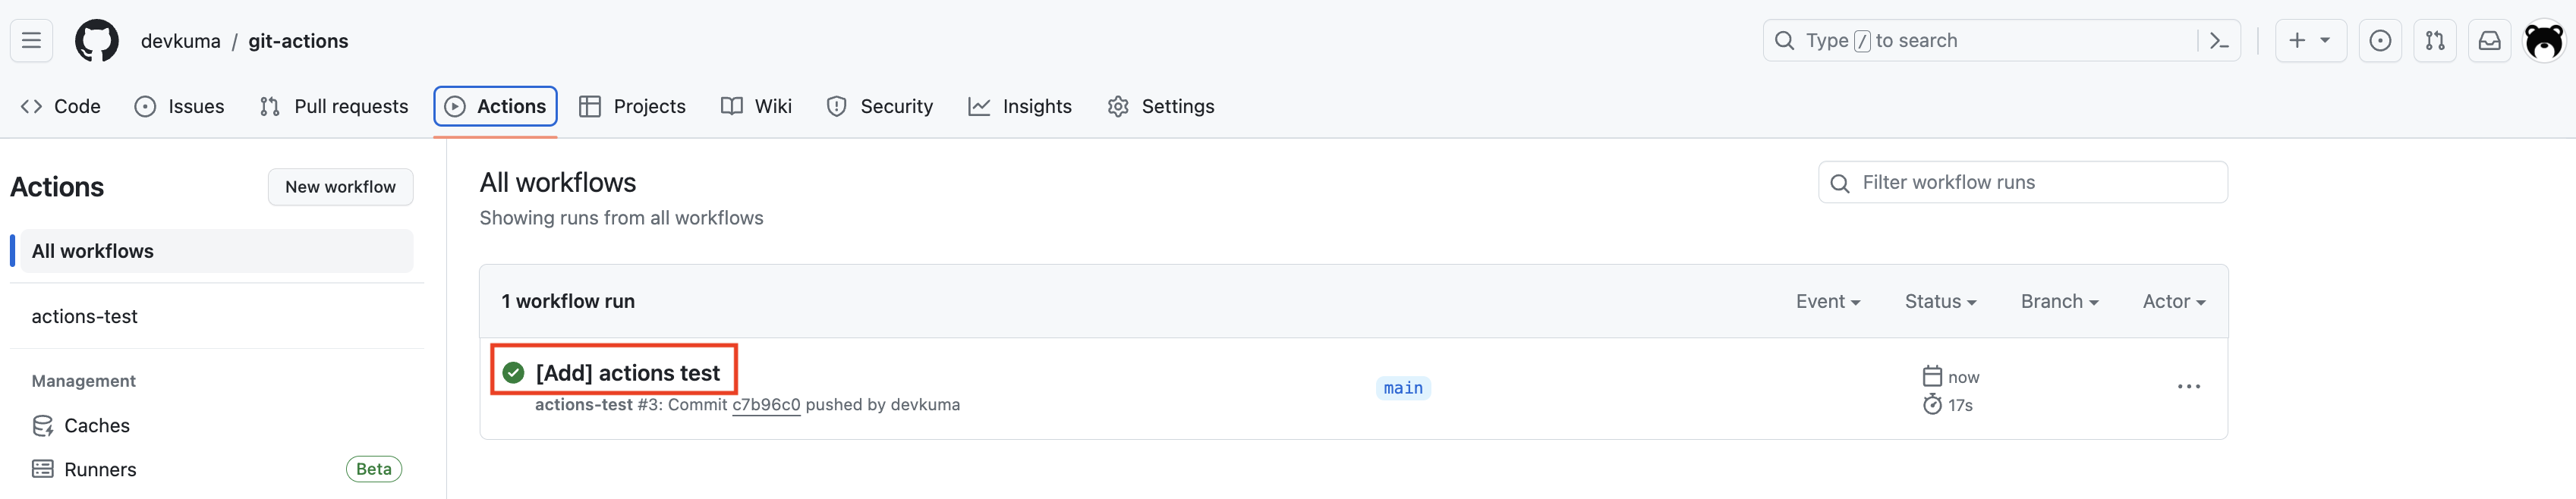 devkuma / git-actions
Type / to search
Code Issues Pull requests Actions Projects Wiki Security Insights Settings
Actions
New workflow
All workflows
actions-test
Management
Caches
Runners Beta
All workflows
Showing runs from all workflows
Filter workflow runs
1 workflow run Event Status Branch Actor
[Add] actions test
actions-test #3: Commit c7b96c0 pushed by devkuma
main
now
17s